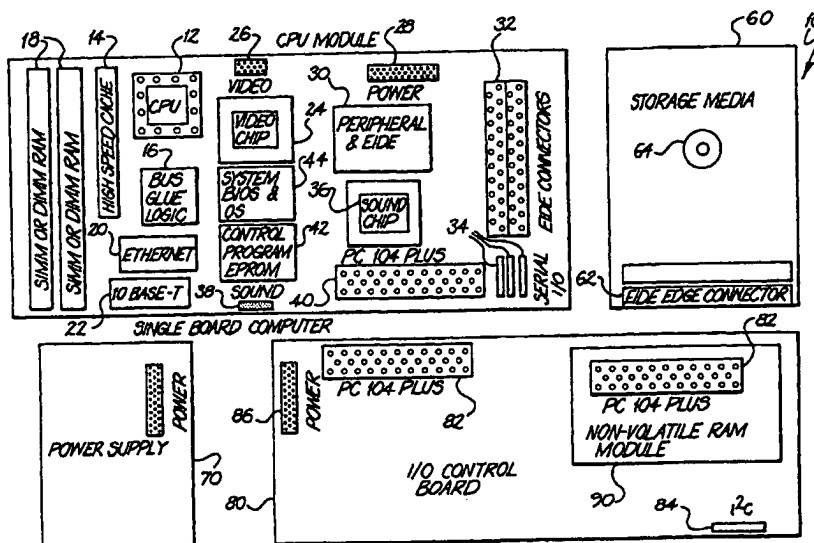 CPU MODULE
18
14
12
26
28
32
60
10
VIDEO
POWER
30
SIMM OR DIMM RAM
SIMM OR DIMM RAM
HIGH SPEED CACHE
CPU
VIDEO CHIP
24
PERIPHERAL & EIDE
EIDE CONNECTORS
STORAGE MEDIA
64
16
BUS GLUE LOGIC
SYSTEM BIOS & OS
44
36
SOUND CHIP
20
ETHERNET
CONTROL PROGRAM EPROM
42
34
PC 104 PLUS
SERIAL I/O
22
10 BASE-T
38
SOUND
40
62
EIDE EDGE CONNECTOR
SINGLE BOARD COMPUTER
POWER
POWER SUPPLY
70
86
POWER
PC 104 PLUS
82
82
PC 104 PLUS
NON-VOLATILE RAM MODULE
I/O CONTROL BOARD
80
90
84
I²C